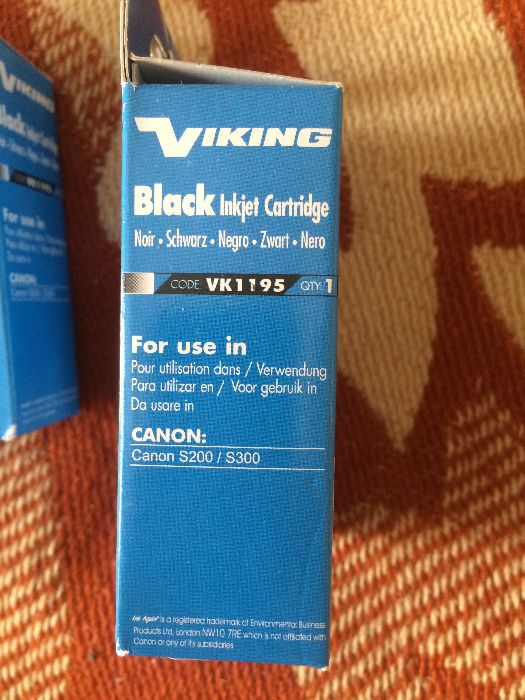 VIKING
Black Inkjet Cartridge
Noir • Schwarz • Negro • Zwart • Nero
CODE VK1195 QTY: 1
For use in
Pour utilisation dans / Verwendung
Para utilizar en / Voor gebruik in
Da usare in
CANON:
Canon S200 / S300
Ink Again® is a registered trademark of Environmental Business
Products Ltd, London NW10 7RE which is not affiliated with
Canon or any of its subsidiaries
VIKING
Black
VK1195
For use in
CANON: